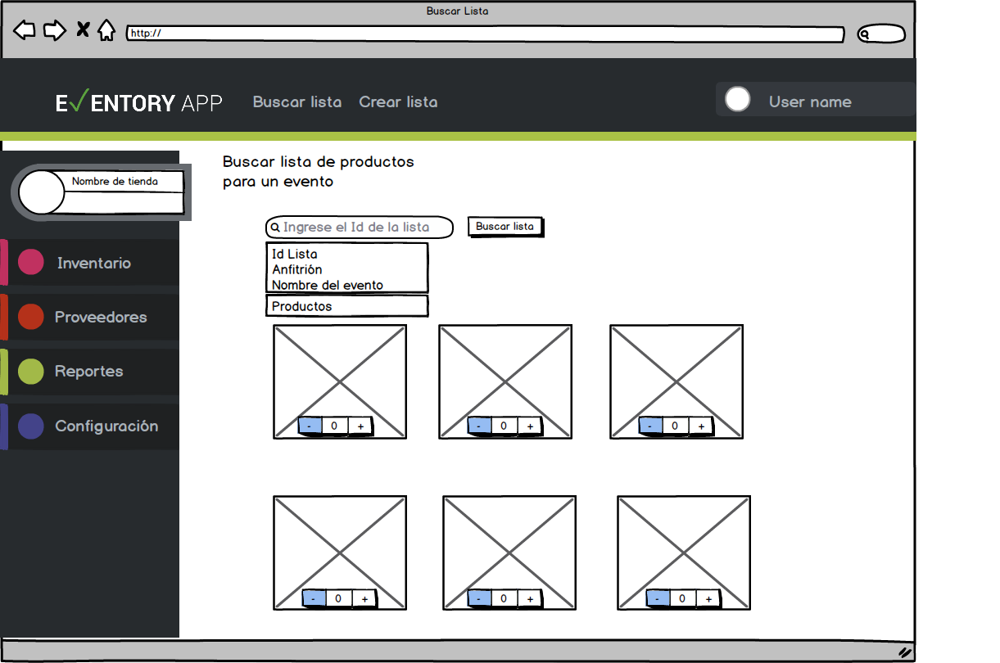 Buscar Lista
http://
E✓ENTORY APP
Buscar lista
Crear lista
User name
Nombre de tienda
Inventario
Proveedores
Reportes
Configuración
Buscar lista de productos
para un evento
Ingrese el Id de la lista
Buscar lista
Id Lista
Anfitrión
Nombre del evento
Productos
- 0 +
- 0 +
- 0 +
- 0 +
- 0 +
- 0 +